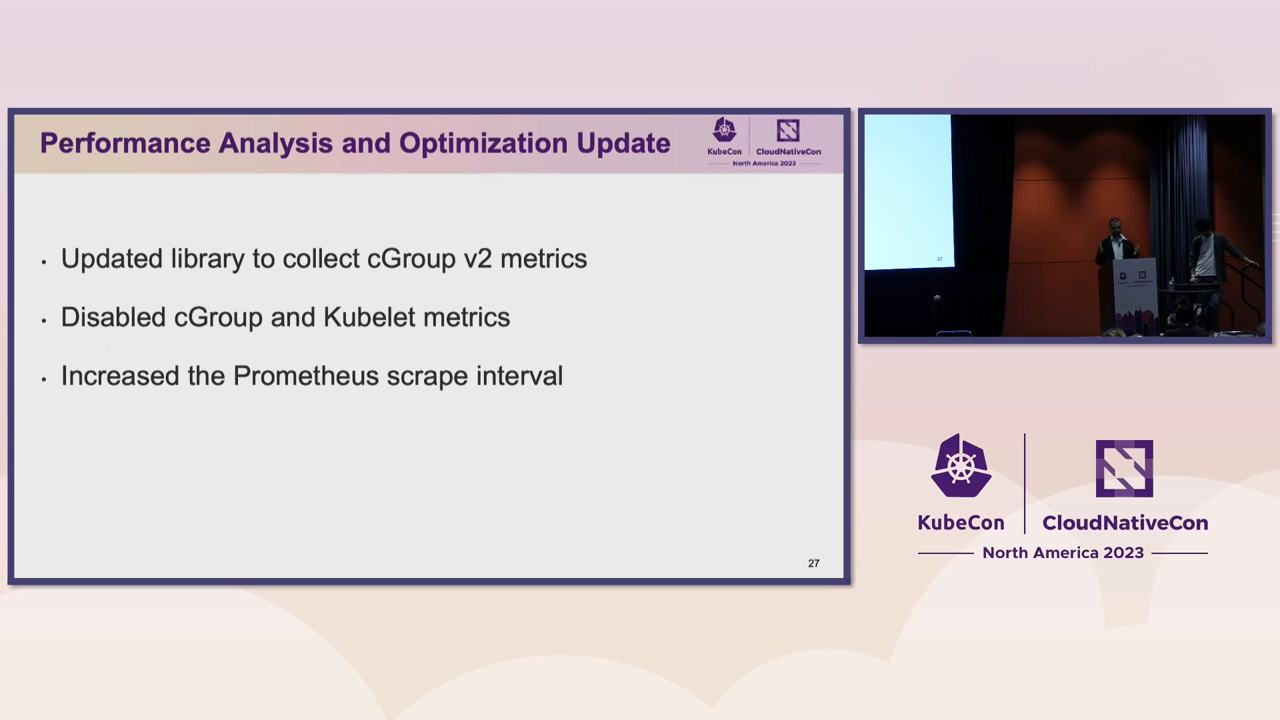 Performance Analysis and Optimization Update
KubeCon
CloudNativeCon
North America 2023
• Updated library to collect cGroup v2 metrics
• Disabled cGroup and Kubelet metrics
• Increased the Prometheus scrape interval
27
27
KubeCon
CloudNativeCon
North America 2023